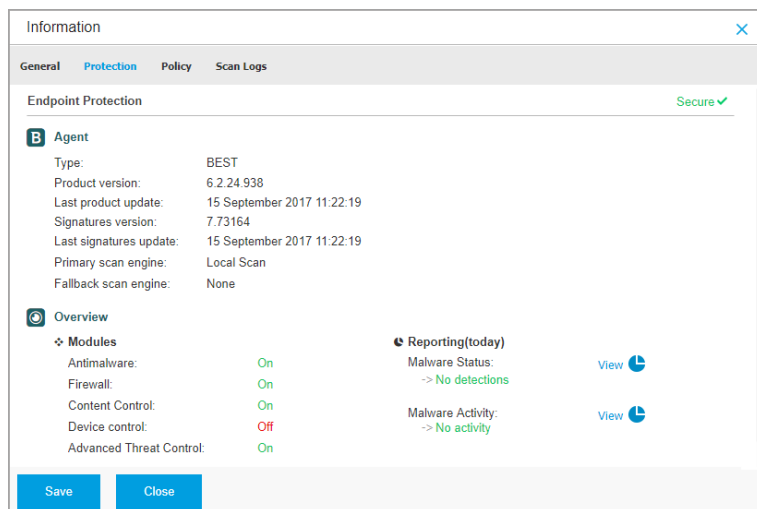 Information
General Protection Policy Scan Logs
Endpoint Protection Secure
B Agent
Type: BEST
Product version: 6.2.24.938
Last product update: 15 September 2017 11:22:19
Signatures version: 7.73164
Last signatures update: 15 September 2017 11:22:19
Primary scan engine: Local Scan
Fallback scan engine: None
Overview
Modules Reporting(today)
Antimalware: On Malware Status: View
-> No detections
Firewall: On
Content Control: On Malware Activity: View
Device control: Off -> No activity
Advanced Threat Control: On
Save Close